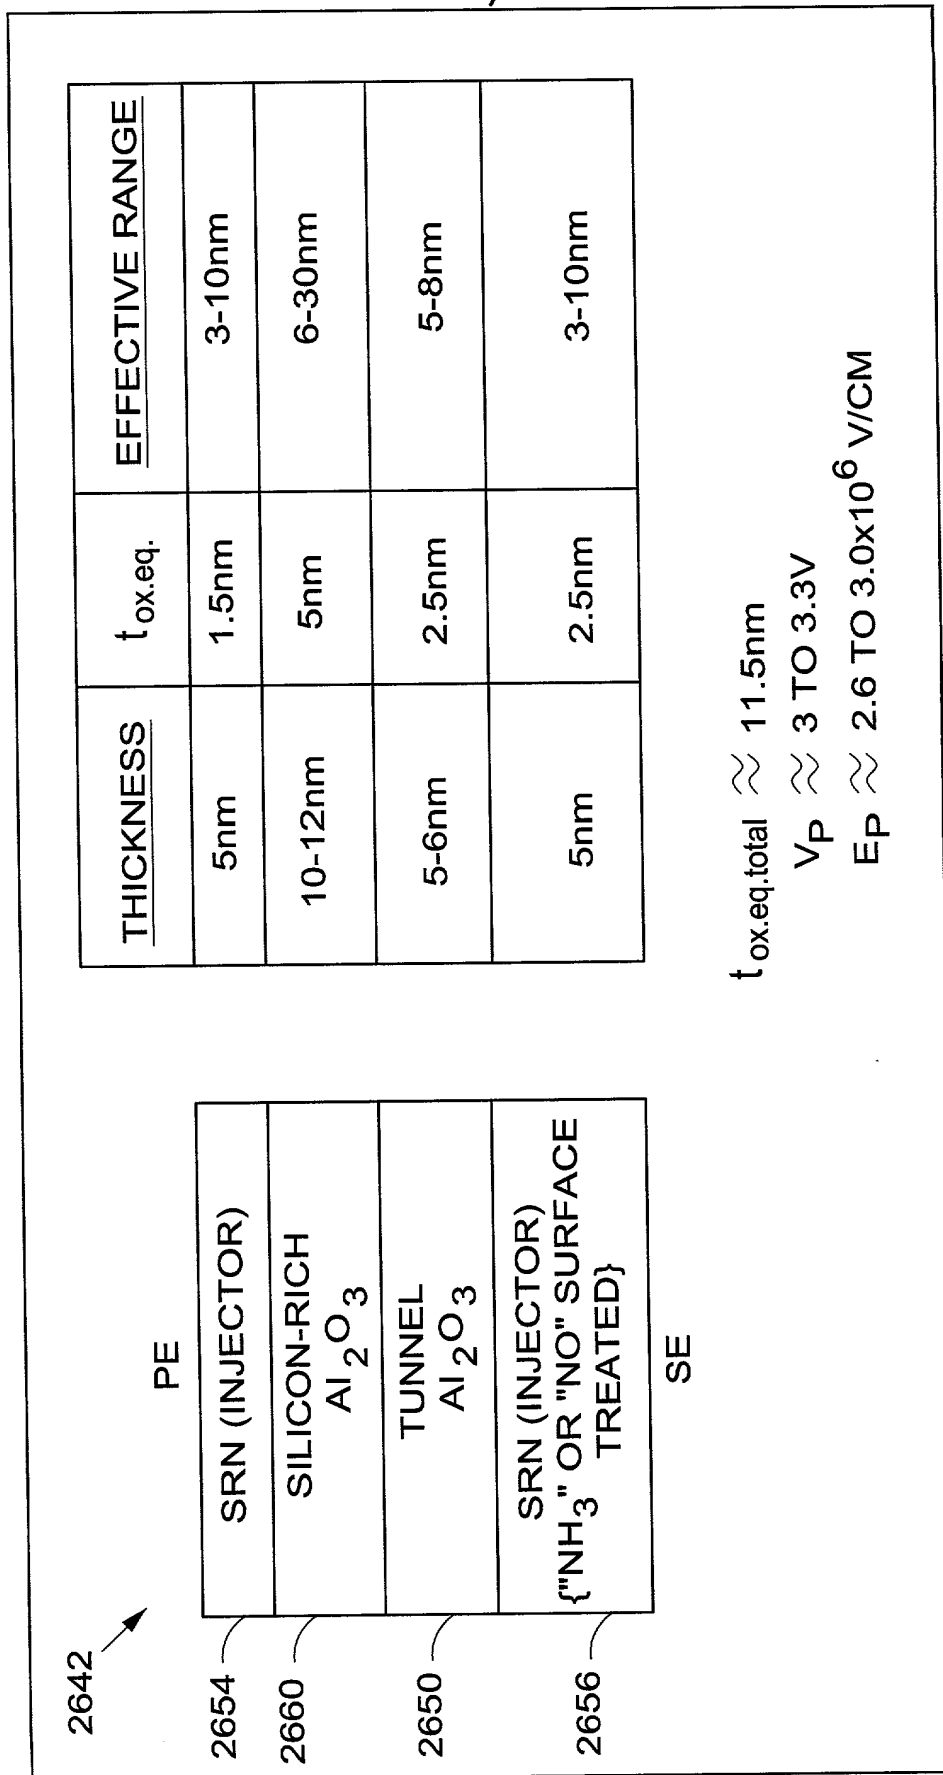 2642
PE
2654
SRN (INJECTOR)
2660
SILICON-RICH
Al2O3
2650
TUNNEL
Al2O3
2656
SRN (INJECTOR)
{"NH3" OR "NO" SURFACE
TREATED}
SE
THICKNESS tox.eq. EFFECTIVE RANGE
5nm 1.5nm 3-10nm
10-12nm 5nm 6-30nm
5-6nm 2.5nm 5-8nm
5nm 2.5nm 3-10nm
tox.eq.total ≈ 11.5nm
VP ≈ 3 TO 3.3V
EP ≈ 2.6 TO 3.0x10⁶ V/CM